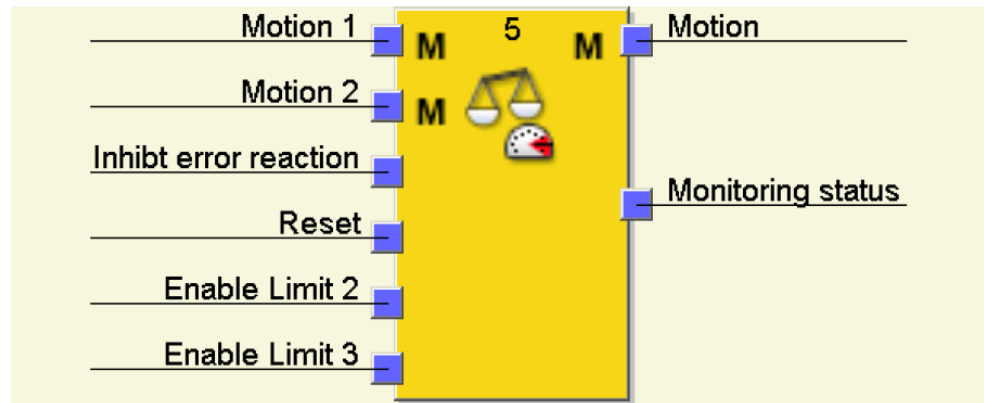 Motion 1
M
5
M
Motion
Motion 2
M
Inhibt error reaction
Monitoring status
Reset
Enable Limit 2
Enable Limit 3